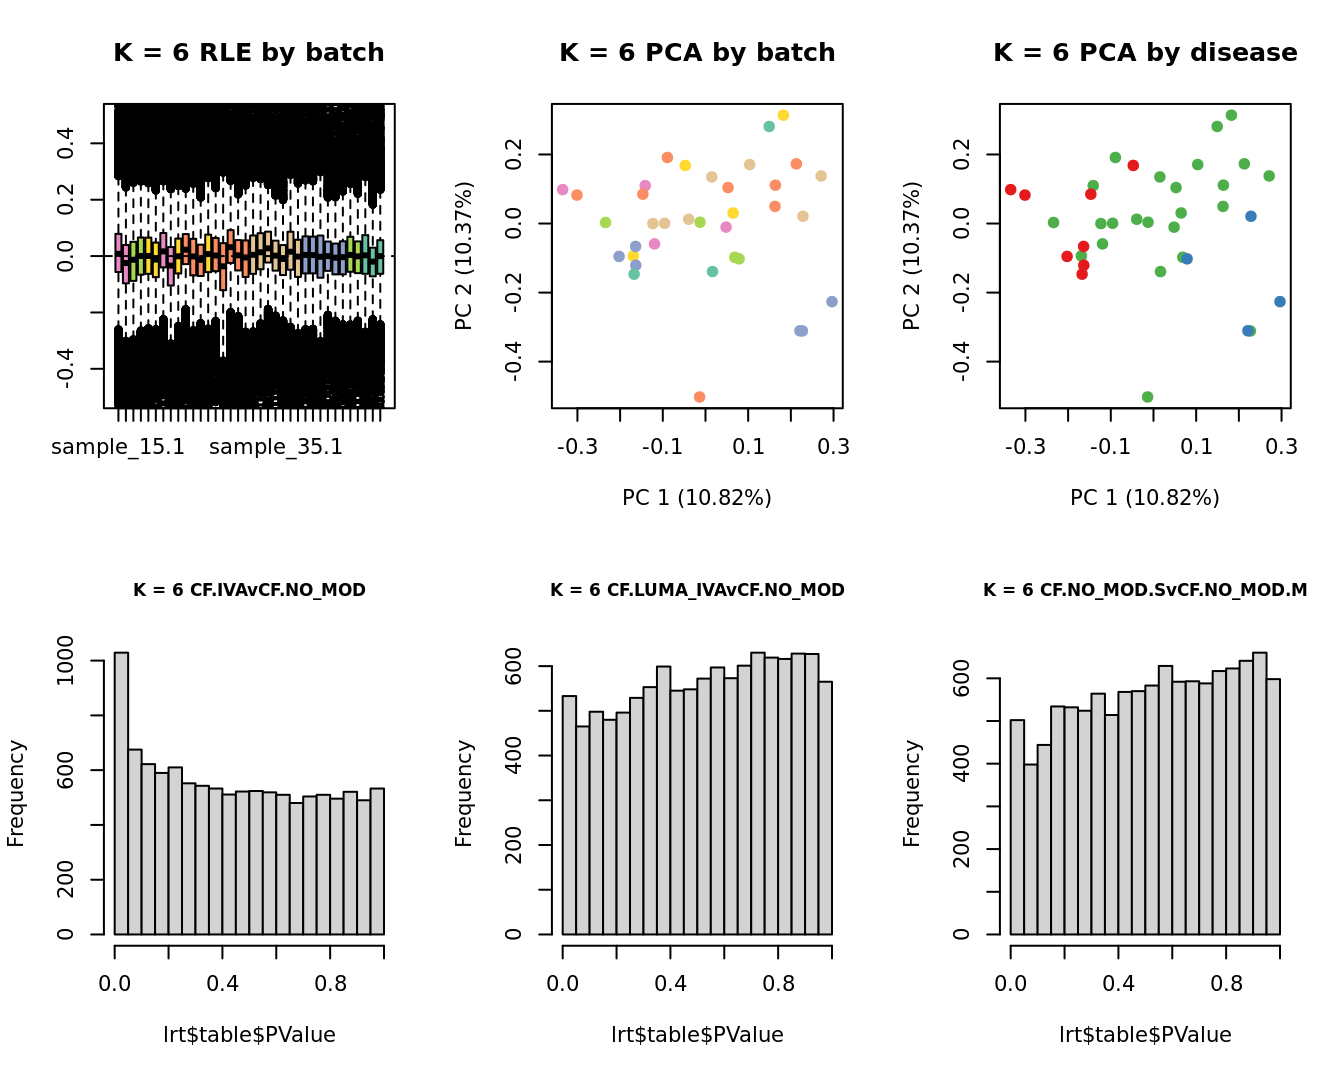 K = 6 RLE by batch
0.4
0.2
0.0
-0.4
sample_15.1 sample_35.1
K = 6 PCA by batch
PC 2 (10.37%)
0.2
0.0
-0.2
-0.4
-0.3 -0.1 0.1 0.3
PC 1 (10.82%)
K = 6 PCA by disease
PC 2 (10.37%)
0.2
0.0
-0.2
-0.4
-0.3 -0.1 0.1 0.3
PC 1 (10.82%)
K = 6 CF.IVAvCF.NO_MOD
Frequency
1000
600
200
0
0.0 0.4 0.8
lrt$table$PValue
K = 6 CF.LUMA_IVAvCF.NO_MOD
Frequency
600
400
200
0
0.0 0.4 0.8
lrt$table$PValue
K = 6 CF.NO_MOD.SvCF.NO_MOD.M
Frequency
600
400
200
0
0.0 0.4 0.8
lrt$table$PValue